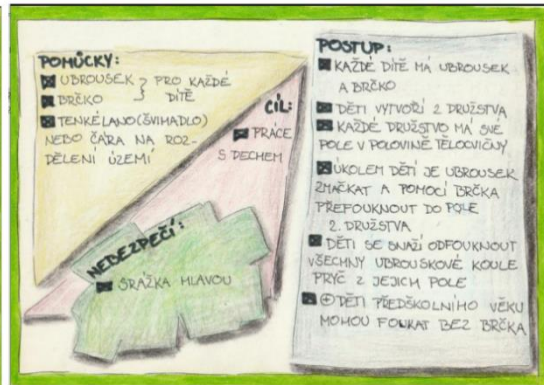 POMŮCKY:
UBROUSEK } PRO KAŽDÉ
BRČKO } DÍTĚ
TENKÉ LANO (ŠVIHADLO)
NEBO ČÁRA NA ROZ-
DĚLENÍ ÚZEMÍ
CÍL:
PRÁCE
S DECHEM
NEBEZPEČÍ:
SRÁŽKA HLAVOU
POSTUP:
KAŽDÉ DÍTĚ MÁ UBROUSEK
A BRČKO
DĚTI VYTVOŘÍ 2 DRUŽSTVA
KAŽDÉ DRUŽSTVO MÁ SVÉ
POLE V POLOVINĚ TĚLOCVIČNY
ÚKOLEM DĚTÍ JE UBROUSEK
ZMAČKAT A POMOCÍ BRČKA
PŘEFOUKNOUT DO POLE
2. DRUŽSTVA
DĚTI SE SNAŽÍ ODFOUKNOUT
VŠECHNY UBROUSKOVÉ KOULE
PRYČ Z JEJICH POLE
⊕ DĚTI PŘEDŠKOLNÍHO VĚKU
MOHOU FOUKAT BEZ BRČKA